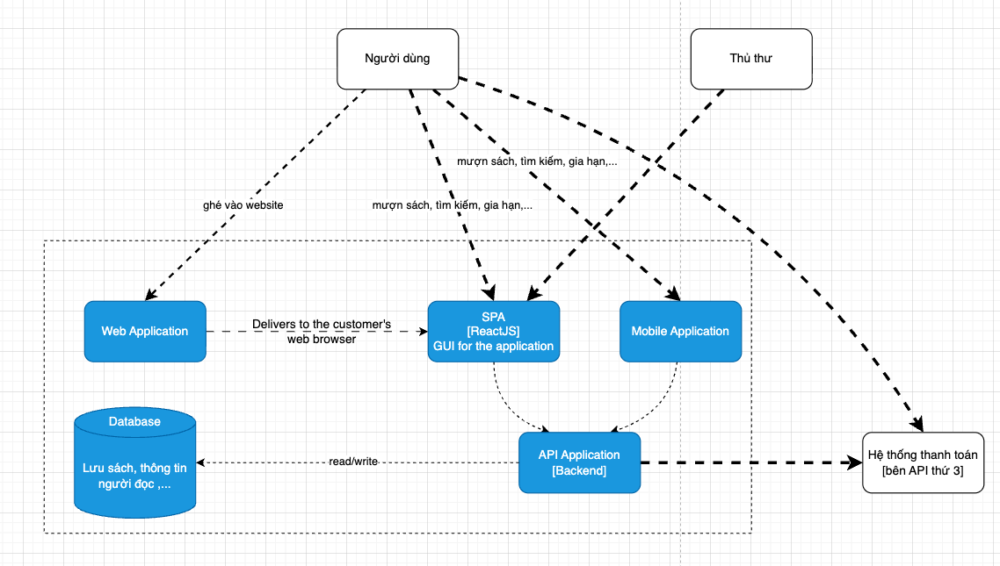 Người dùng
Thủ thư
mượn sách, tìm kiếm, gia hạn,...
ghé vào website
mượn sách, tìm kiếm, gia hạn,...
Web Application
Delivers to the customer's
web browser
SPA
[ReactJS]
GUI for the application
Mobile Application
Database
Lưu sách, thông tin
người đọc ,...
read/write
API Application
[Backend]
Hệ thống thanh toán
[bên API thứ 3]